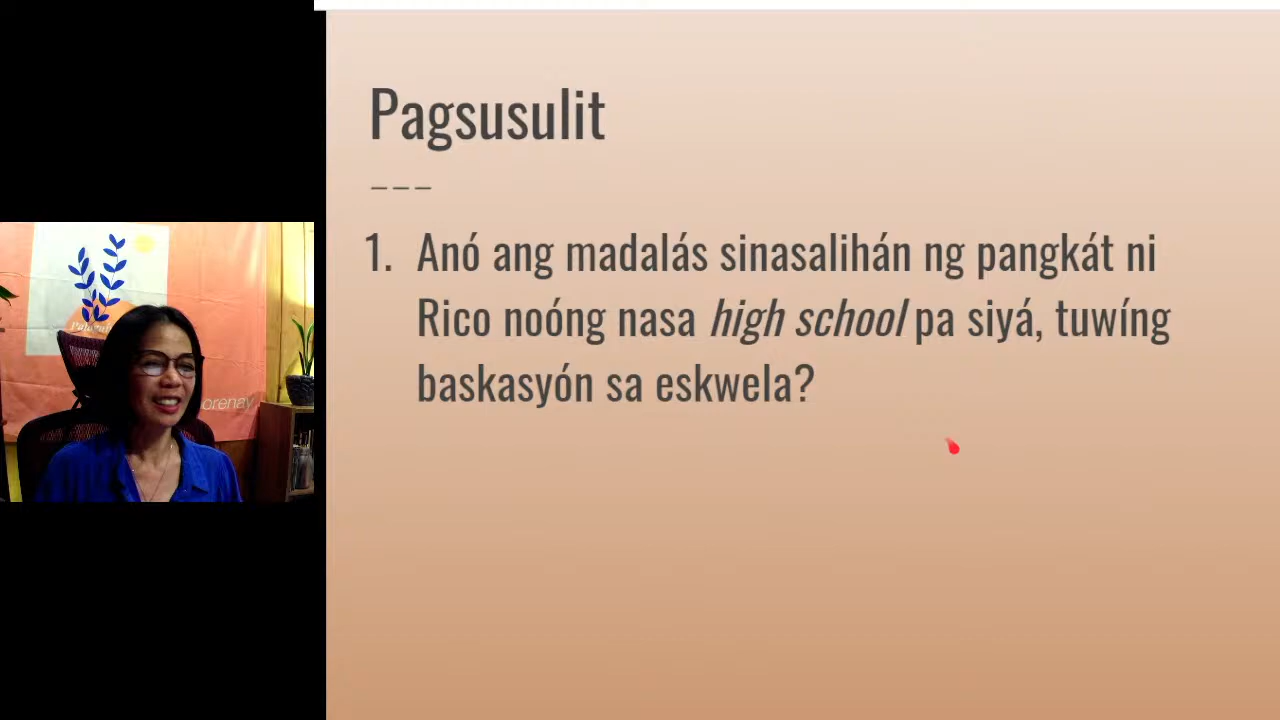 Pagsusulit
---
1. Anó ang madalás sinasalihán ng pangkát ni
Rico noóng nasa high school pa siyá, tuwíng
baskasyón sa eskwela?
orenay